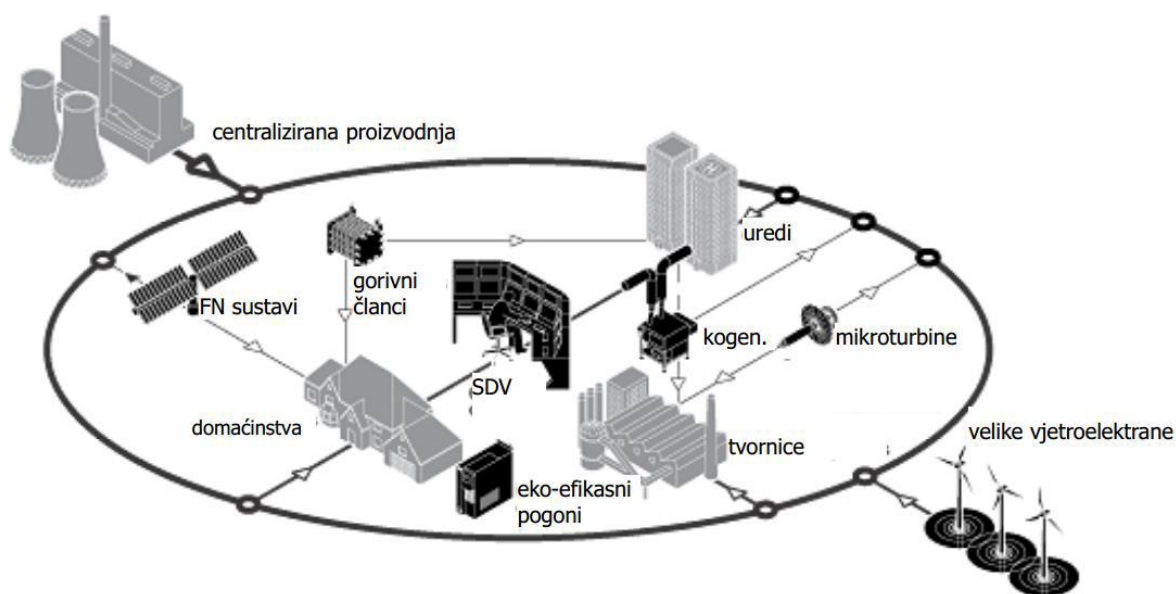 centralizirana proizvodnja
uredi
FN sustavi
gorivni
članci
kogen.
mikroturbine
SDV
domaćinstva
tvornice
velike vjetroelektrane
eko-efikasni
pogoni